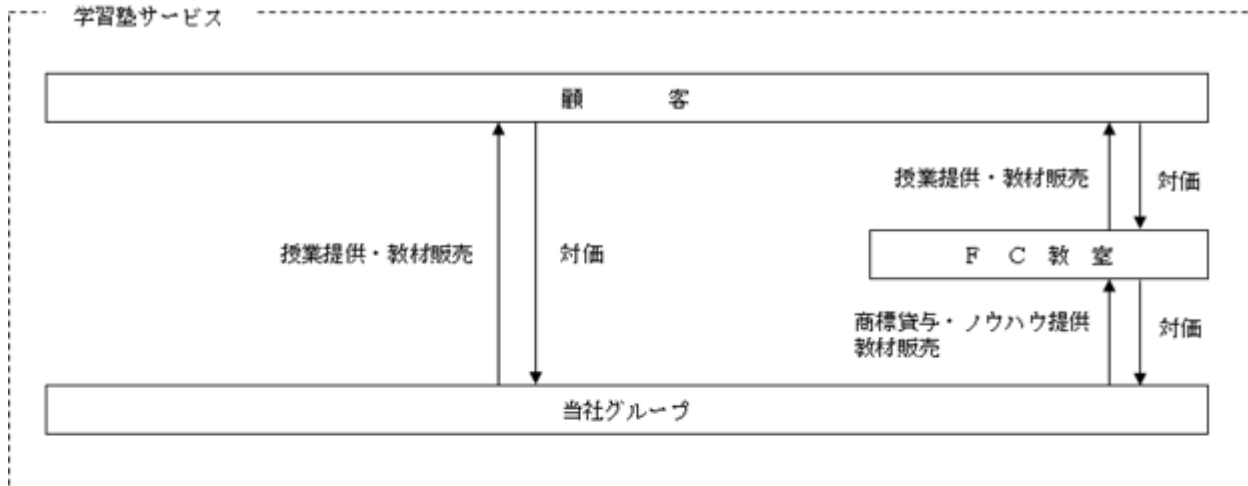 学習塾サービス
顧　　　客
授業提供・教材販売
対価
授業提供・教材販売
対価
ＦＣ教室
商標貸与・ノウハウ提供
教材販売
対価
当社グループ